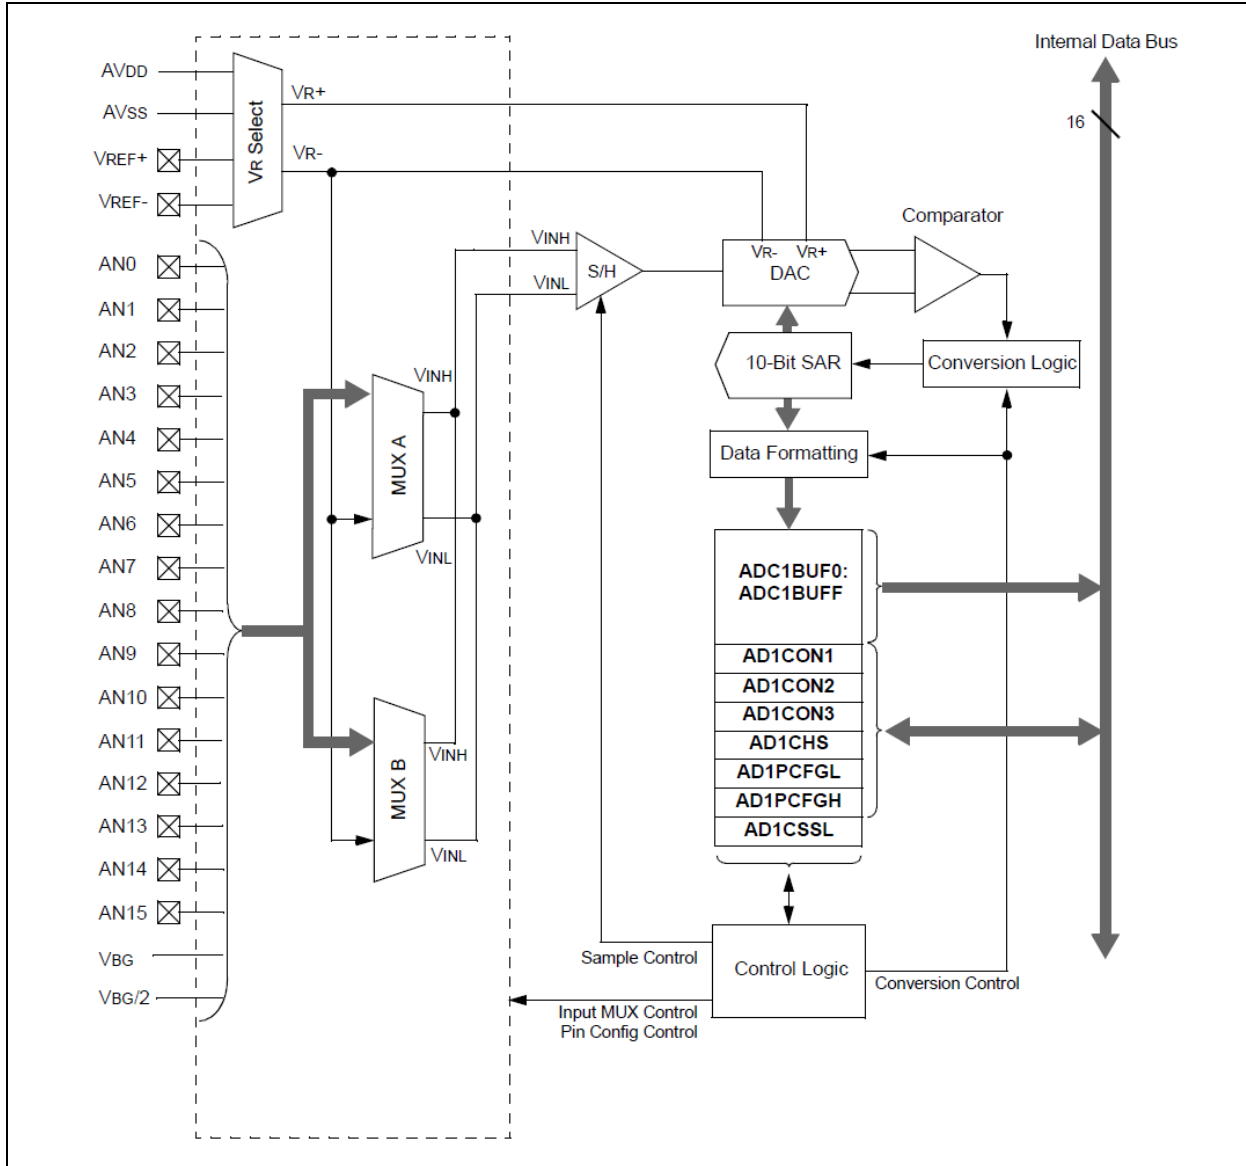 Internal Data Bus
16
AVDD
AVSS
VREF+
VREF-
VR Select
VR+
VR-
AN0
AN1
AN2
AN3
AN4
AN5
AN6
AN7
AN8
AN9
AN10
AN11
AN12
AN13
AN14
AN15
VBG
VBG/2
MUX A
VINH
VINL
MUX B
VINH
VINL
VINH
VINL
S/H
VR- VR+
DAC
Comparator
10-Bit SAR
Conversion Logic
Data Formatting
ADC1BUF0:
ADC1BUFF
AD1CON1
AD1CON2
AD1CON3
AD1CHS
AD1PCFGL
AD1PCFGH
AD1CSSL
Sample Control
Control Logic
Conversion Control
Input MUX Control
Pin Config Control